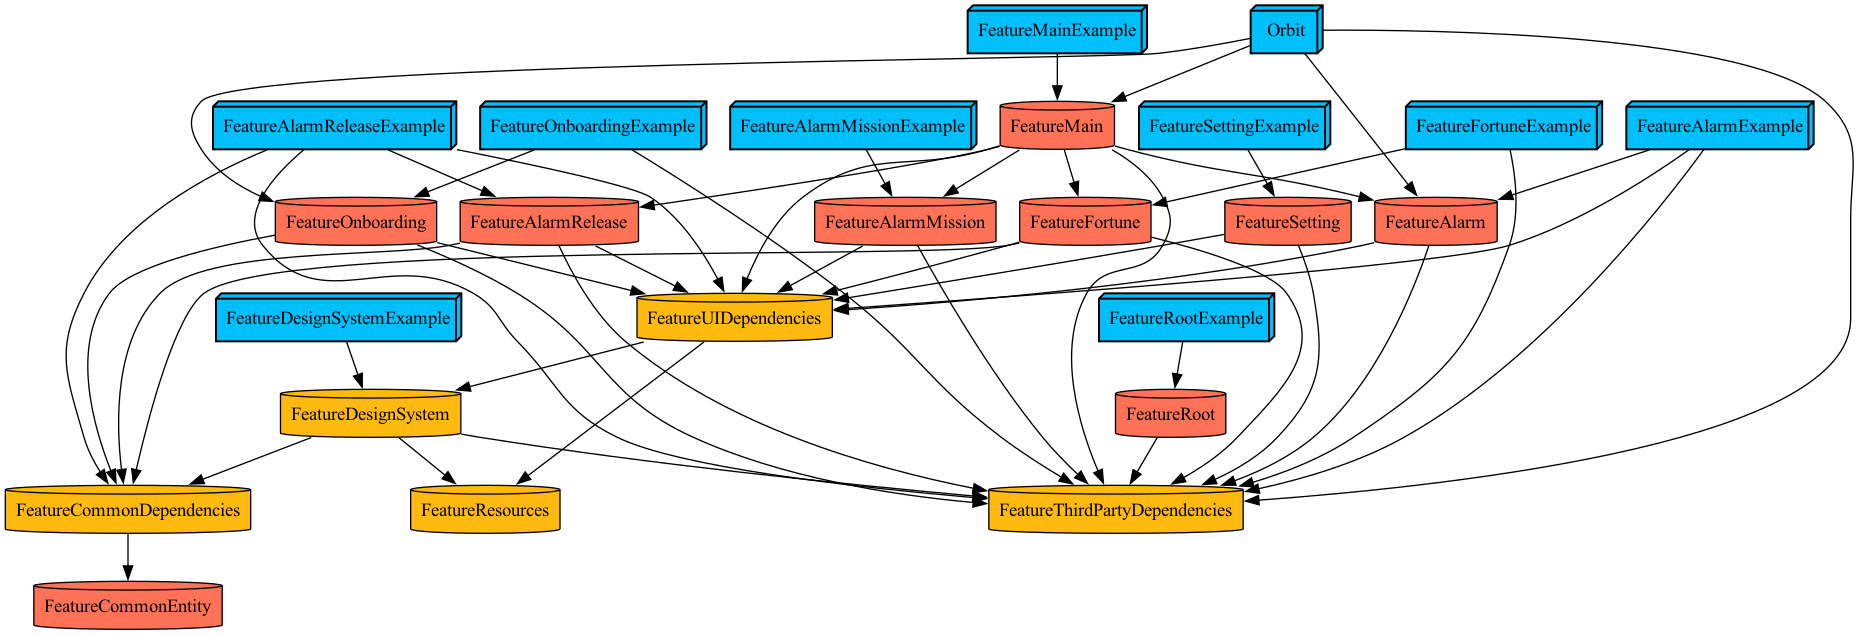 FeatureMainExample
Orbit
FeatureAlarmReleaseExample
FeatureOnboardingExample
FeatureAlarmMissionExample
FeatureMain
FeatureSettingExample
FeatureFortuneExample
FeatureAlarmExample
FeatureOnboarding
FeatureAlarmRelease
FeatureAlarmMission
FeatureFortune
FeatureSetting
FeatureAlarm
FeatureDesignSystemExample
FeatureUIDependencies
FeatureRootExample
FeatureDesignSystem
FeatureRoot
FeatureCommonDependencies
FeatureResources
FeatureThirdPartyDependencies
FeatureCommonEntity